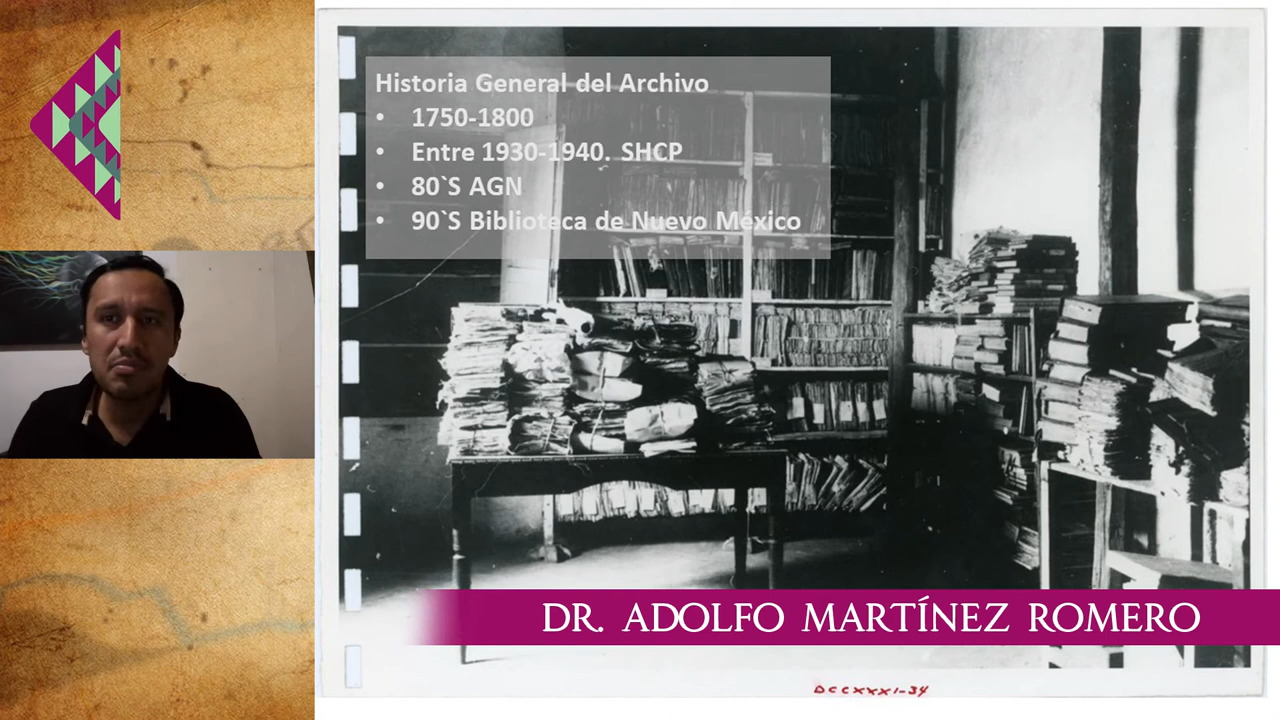 Historia General del Archivo
• 1750-1800
• Entre 1930-1940. SHCP
• 80`S AGN
• 90`S Biblioteca de Nuevo México
DR. ADOLFO MARTÍNEZ ROMERO
DCCXXXI-34